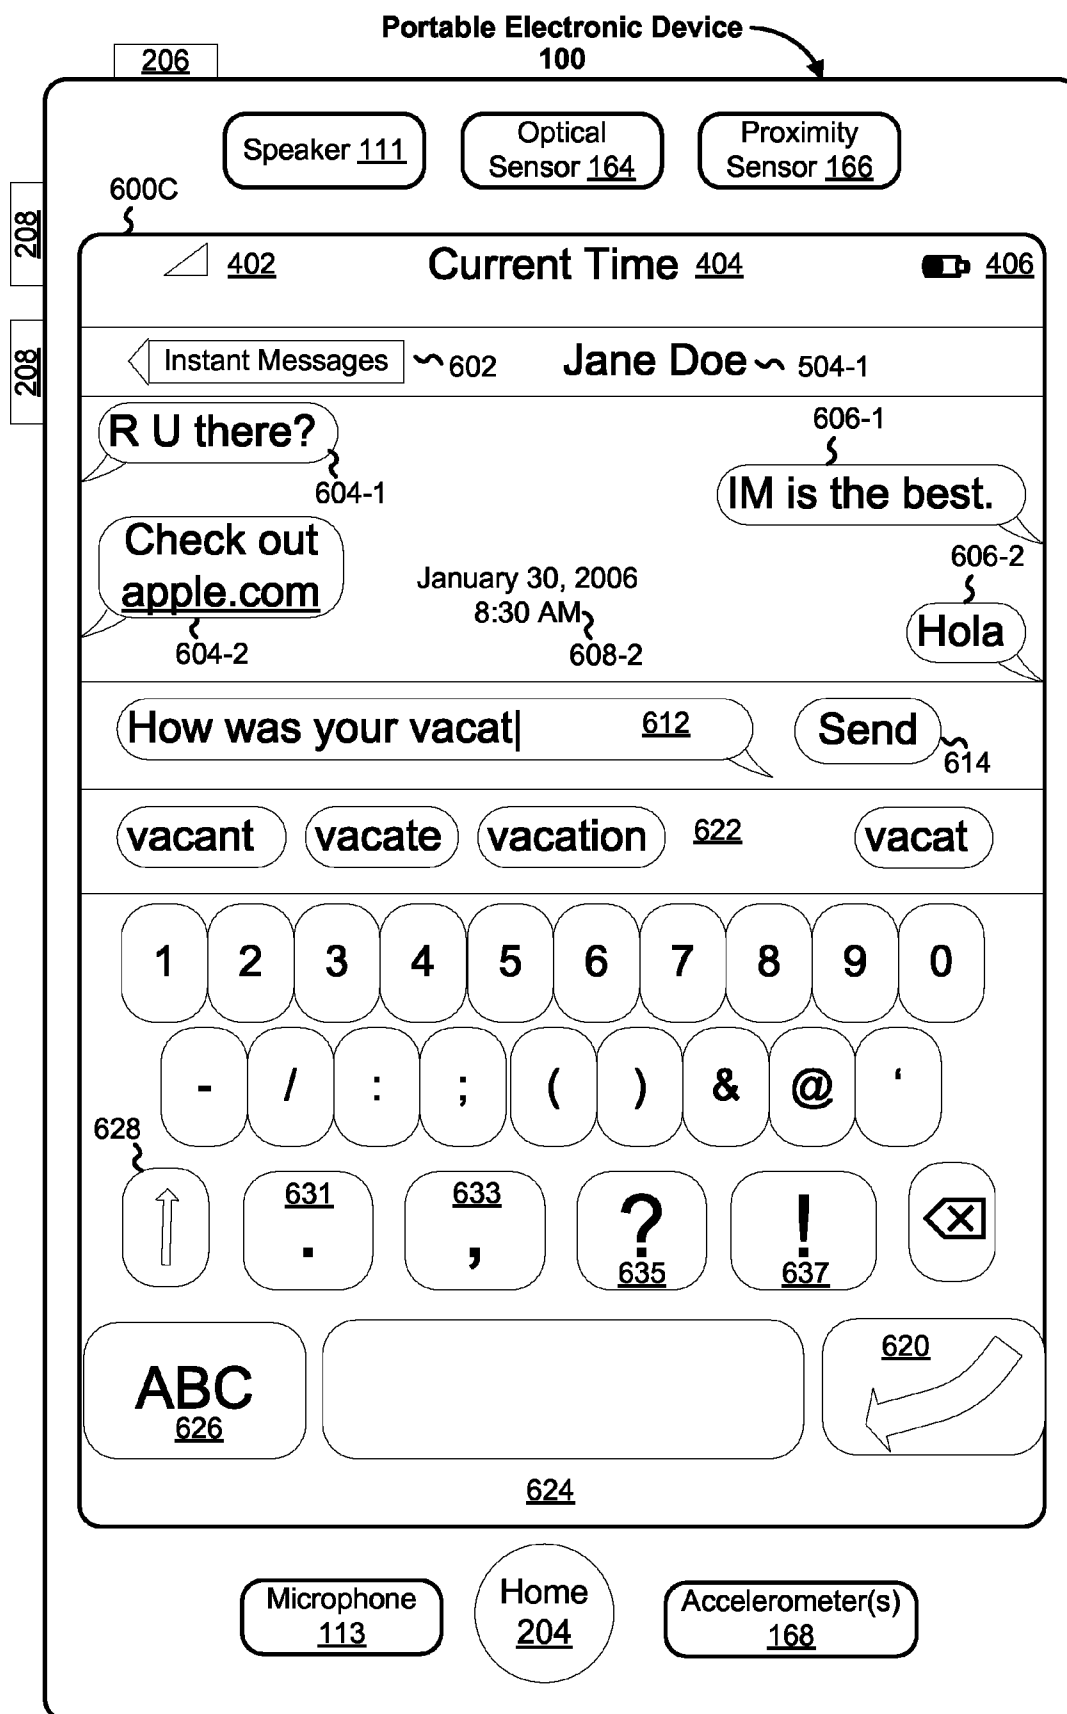 Portable Electronic Device
100
206
Speaker 111
Optical
Sensor 164
Proximity
Sensor 166
208
208
600C
402
Current Time 404
406
Instant Messages
602
Jane Doe
504-1
R U there?
604-1
606-1
IM is the best.
Check out
apple.com
604-2
January 30, 2006
8:30 AM
608-2
606-2
Hola
How was your vacat
612
Send
614
vacant
vacate
vacation
622
vacat
1 2 3 4 5 6 7 8 9 0
- / : ; ( ) & @ ‘
628
631
.
633
,
?
635
!
637
ABC
626
620
624
Microphone
113
Home
204
Accelerometer(s)
168